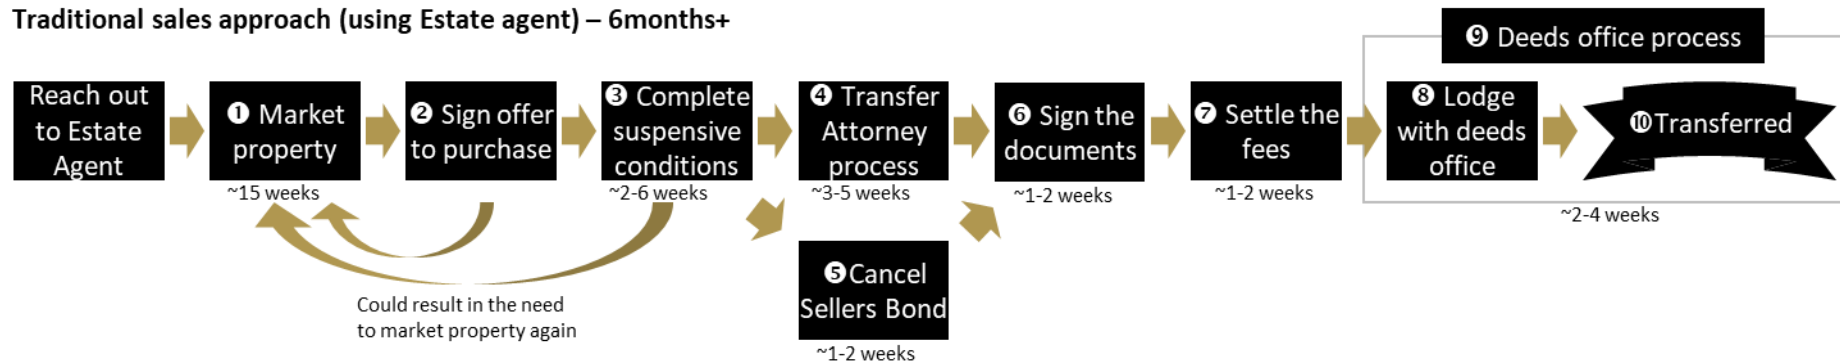 Traditional sales approach (using Estate agent) – 6months+
Reach out
to Estate
Agent
❶ Market
property
~15 weeks
❷ Sign offer
to purchase
❸ Complete
suspensive
conditions
~2-6 weeks
Could result in the need
to market property again
❹ Transfer
Attorney
process
~3-5 weeks
❺Cancel
Sellers Bond
~1-2 weeks
❻ Sign the
documents
~1-2 weeks
❼ Settle the
fees
~1-2 weeks
❾ Deeds office process
❽ Lodge
with deeds
office
❿Transferred
~2-4 weeks